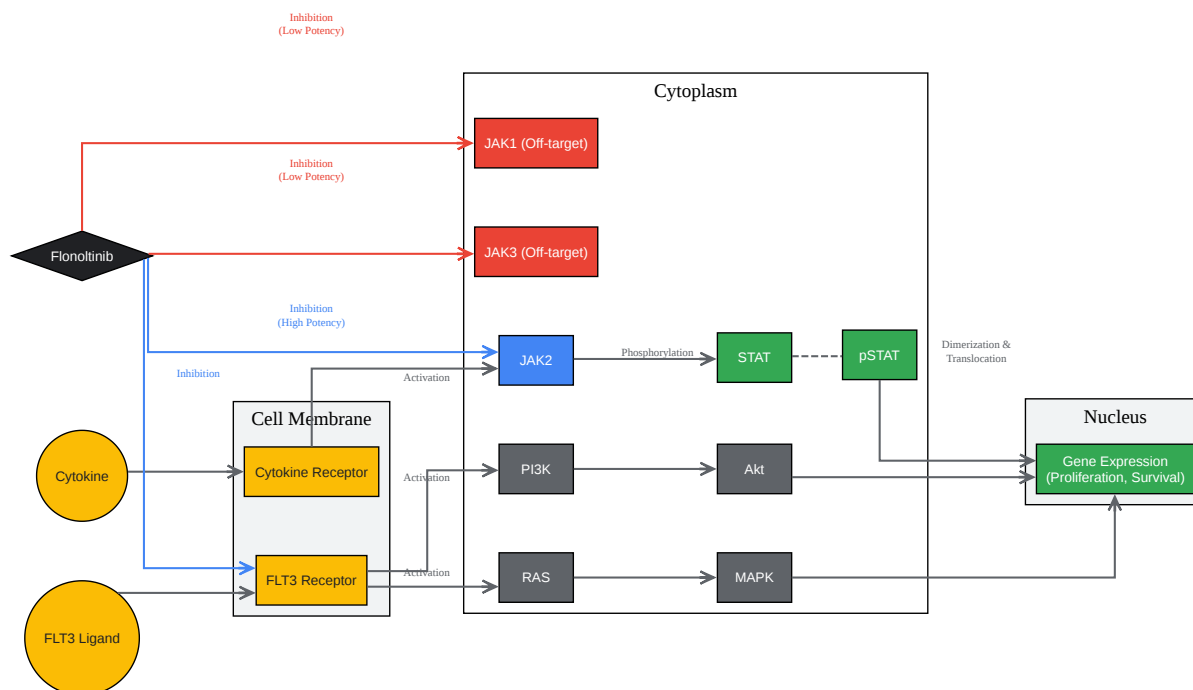 Inhibition
(Low Potency)
Cytoplasm
JAK1 (Off-target)
Inhibition
(Low Potency)
Flonoltinib
JAK3 (Off-target)
Inhibition
(High Potency)
JAK2
Phosphorylation
STAT
pSTAT
Dimerization &
Translocation
Inhibition
Activation
Cell Membrane
Nucleus
Cytokine
Cytokine Receptor
Activation
PI3K
Akt
Gene Expression
(Proliferation, Survival)
FLT3 Receptor
Activation
RAS
MAPK
FLT3 Ligand